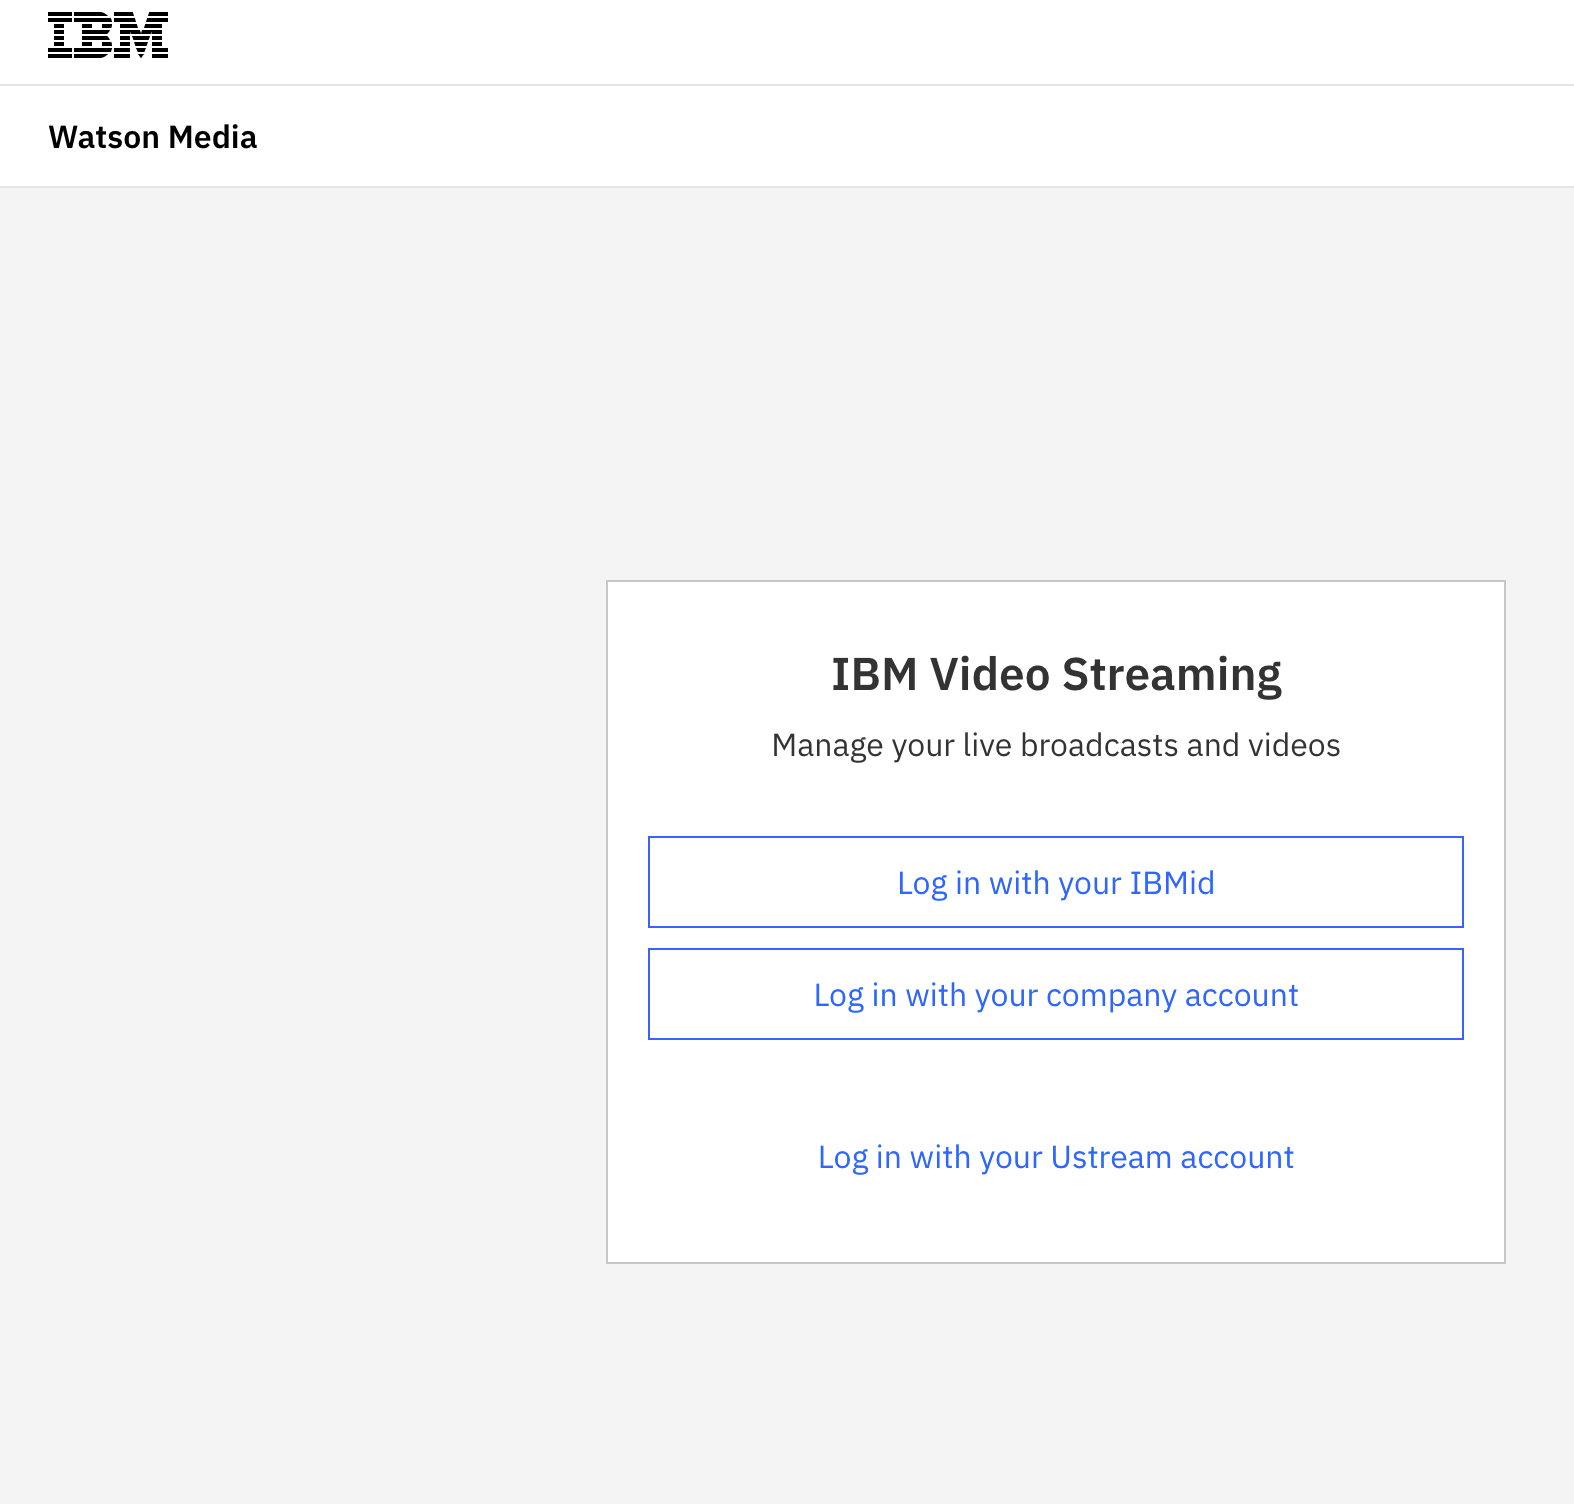 IBM
Watson Media
IBM Video Streaming
Manage your live broadcasts and videos
Log in with your IBMid
Log in with your company account
Log in with your Ustream account